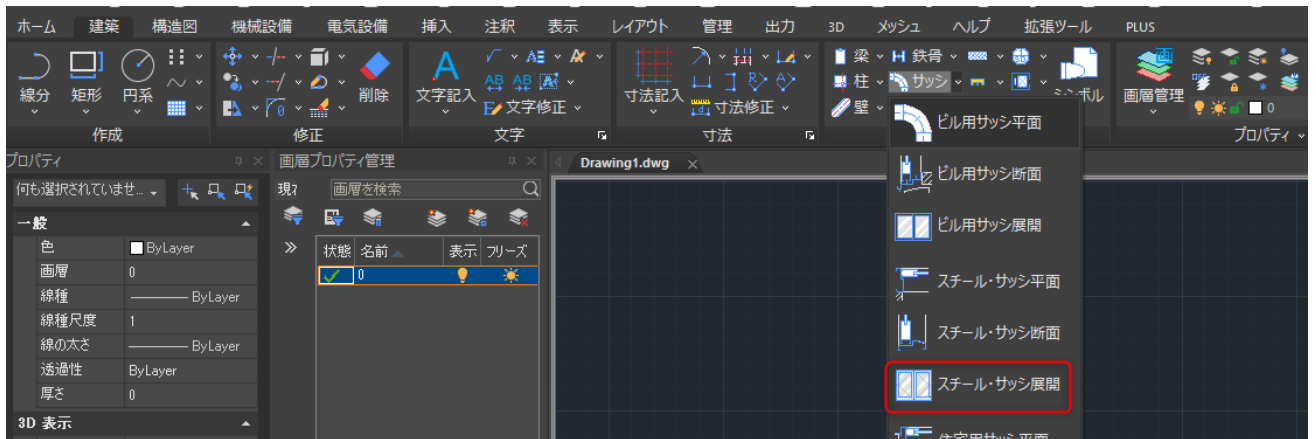 ホーム 建築 構造図 機械設備 電気設備 挿入 注釈 表示 レイアウト 管理 出力 3D メッシュ ヘルプ 拡張ツール PLUS
線分 矩形 円系 削除 文字記入 文字修正 寸法記入 寸法修正 梁 柱 壁 鉄骨 サッシ 画層管理 0
作成 修正 文字 寸法 プロパティ
プロパティ 画層プロパティ管理 Drawing1.dwg
何も選択されていませ...
画層を検索
一般
状態 名前 表示 フリーズ
色 ByLayer
画層 0
0
線種 ByLayer
線種尺度 1
線の太さ ByLayer
透過性 ByLayer
厚さ 0
3D 表示
ビル用サッシ平面
ビル用サッシ断面
ビル用サッシ展開
スチール・サッシ平面
スチール・サッシ断面
スチール・サッシ展開